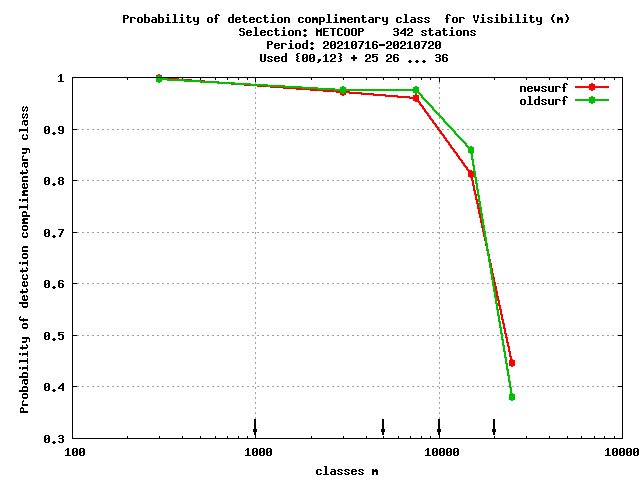 Probability of detection complimentary class  for Visibility (m)
Selection: METCOOP    342 stations
Period: 20210716-20210720
Used {00,12} + 25 26 ... 36
newsurf
oldsurf
Probability of detection complimentary class
1
0.9
0.8
0.7
0.6
0.5
0.4
0.3
100 1000 10000 10000
classes m